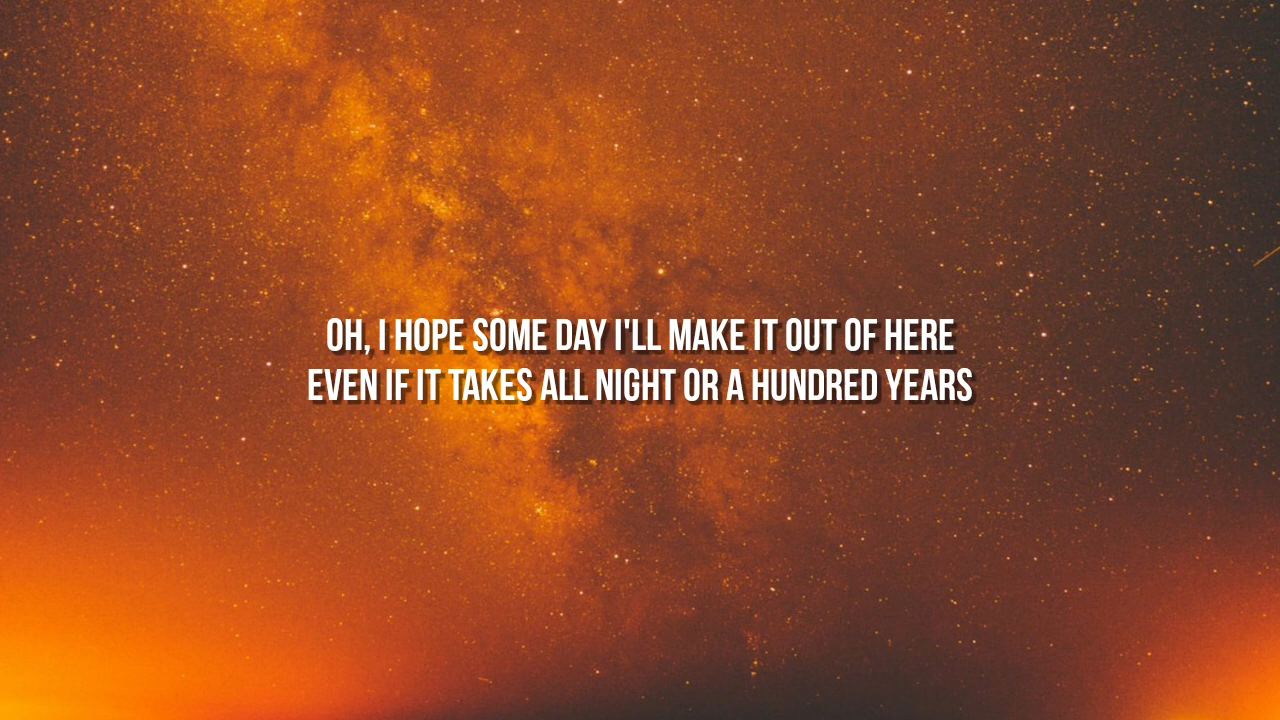 OH, I HOPE SOME DAY I'LL MAKE IT OUT OF HERE
EVEN IF IT TAKES ALL NIGHT OR A HUNDRED YEARS